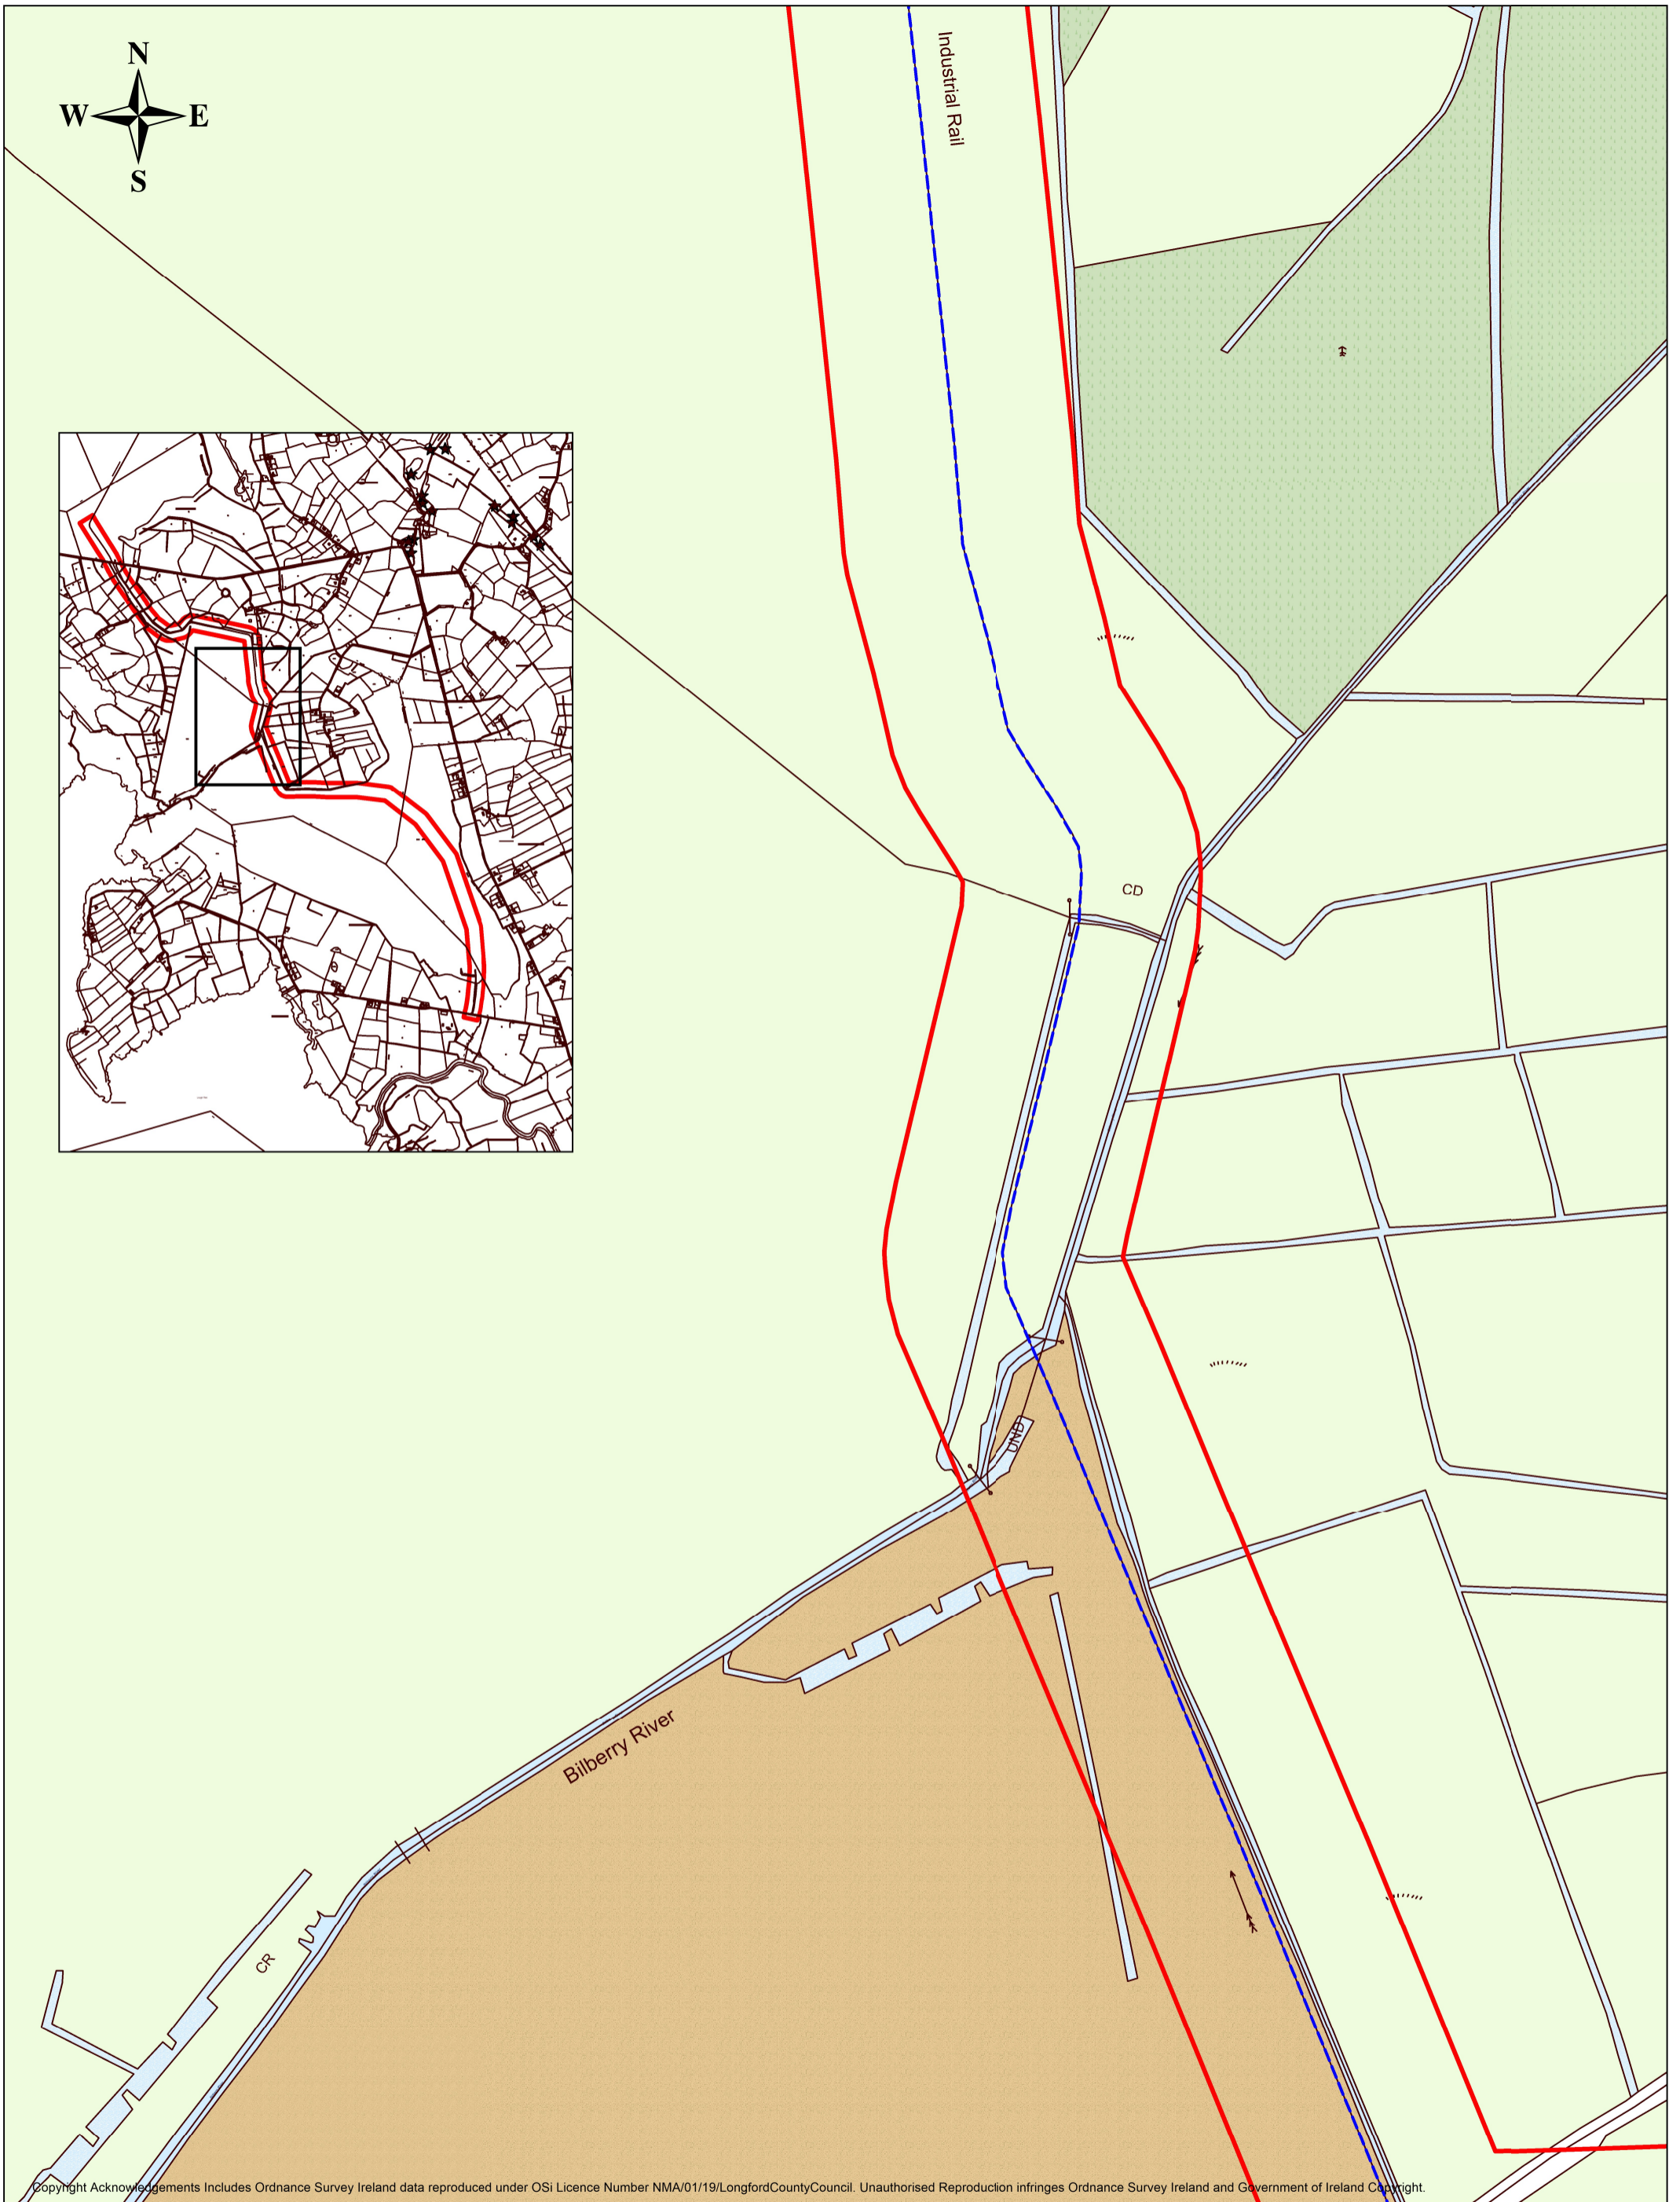 N
W E
S
Industrial Rail
CD
UND
Bilberry River
CR
Copyright Acknowledgements Includes Ordnance Survey Ireland data reproduced under OSi Licence Number NMA/01/19/LongfordCountyCouncil. Unauthorised Reproduction infringes Ordnance Survey Ireland and Government of Ireland Copyright.